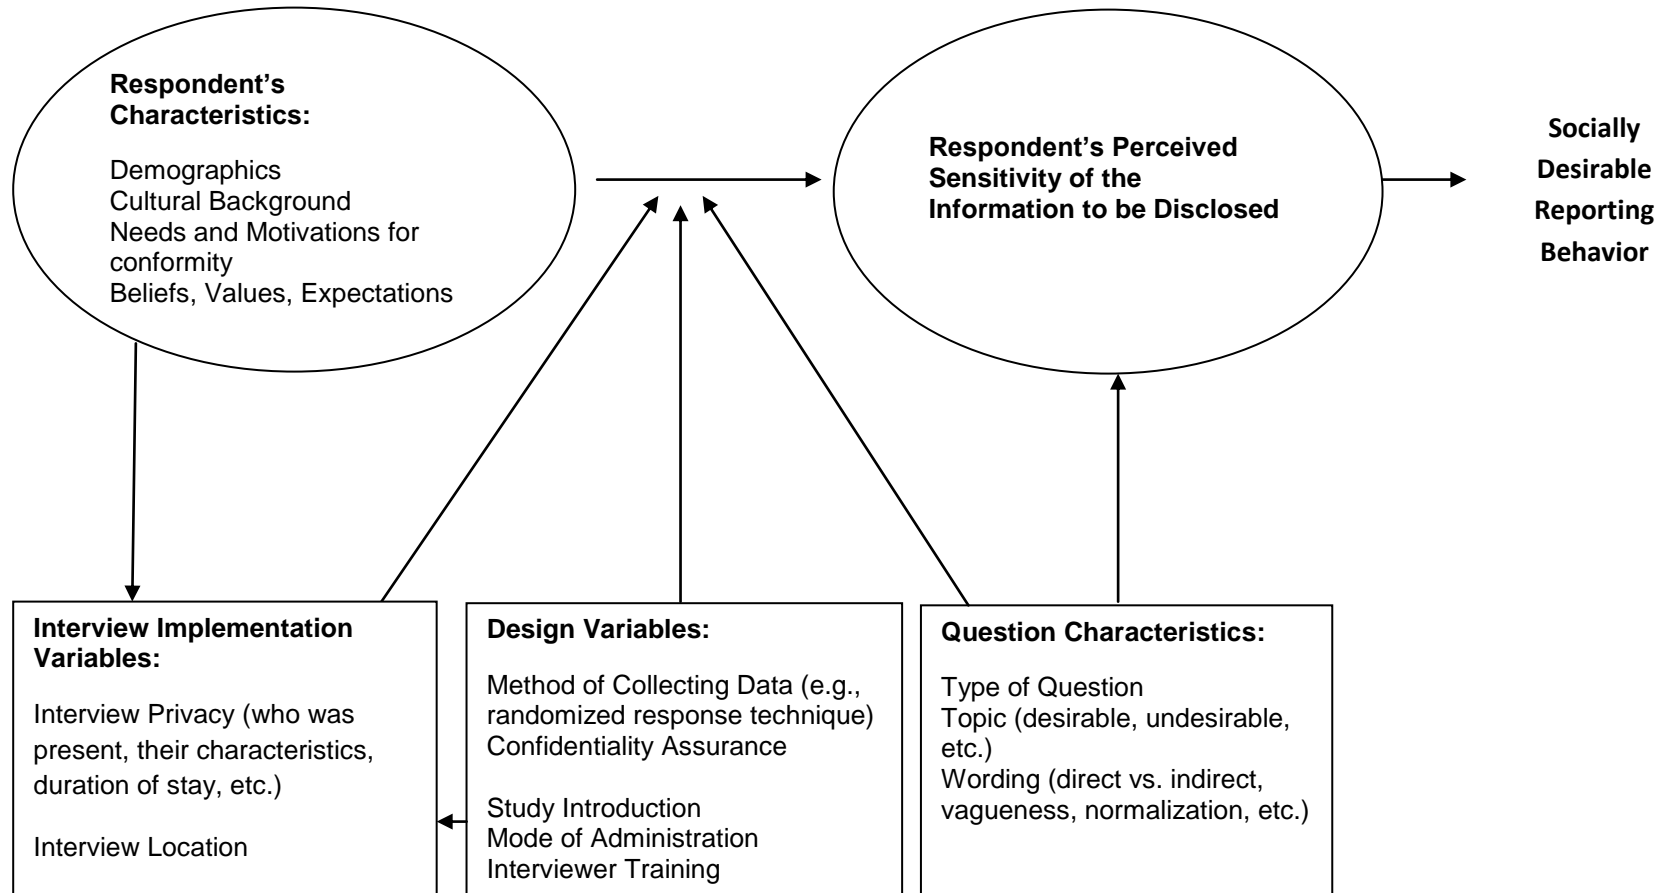 Respondent’s
Characteristics:
Demographics
Cultural Background
Needs and Motivations for
conformity
Beliefs, Values, Expectations
Respondent’s Perceived
Sensitivity of the
Information to be Disclosed
Socially
Desirable
Reporting
Behavior
Interview Implementation
Variables:
Interview Privacy (who was
present, their characteristics,
duration of stay, etc.)
Interview Location
Design Variables:
Method of Collecting Data (e.g.,
randomized response technique)
Confidentiality Assurance
Study Introduction
Mode of Administration
Interviewer Training
Question Characteristics:
Type of Question
Topic (desirable, undesirable,
etc.)
Wording (direct vs. indirect,
vagueness, normalization, etc.)